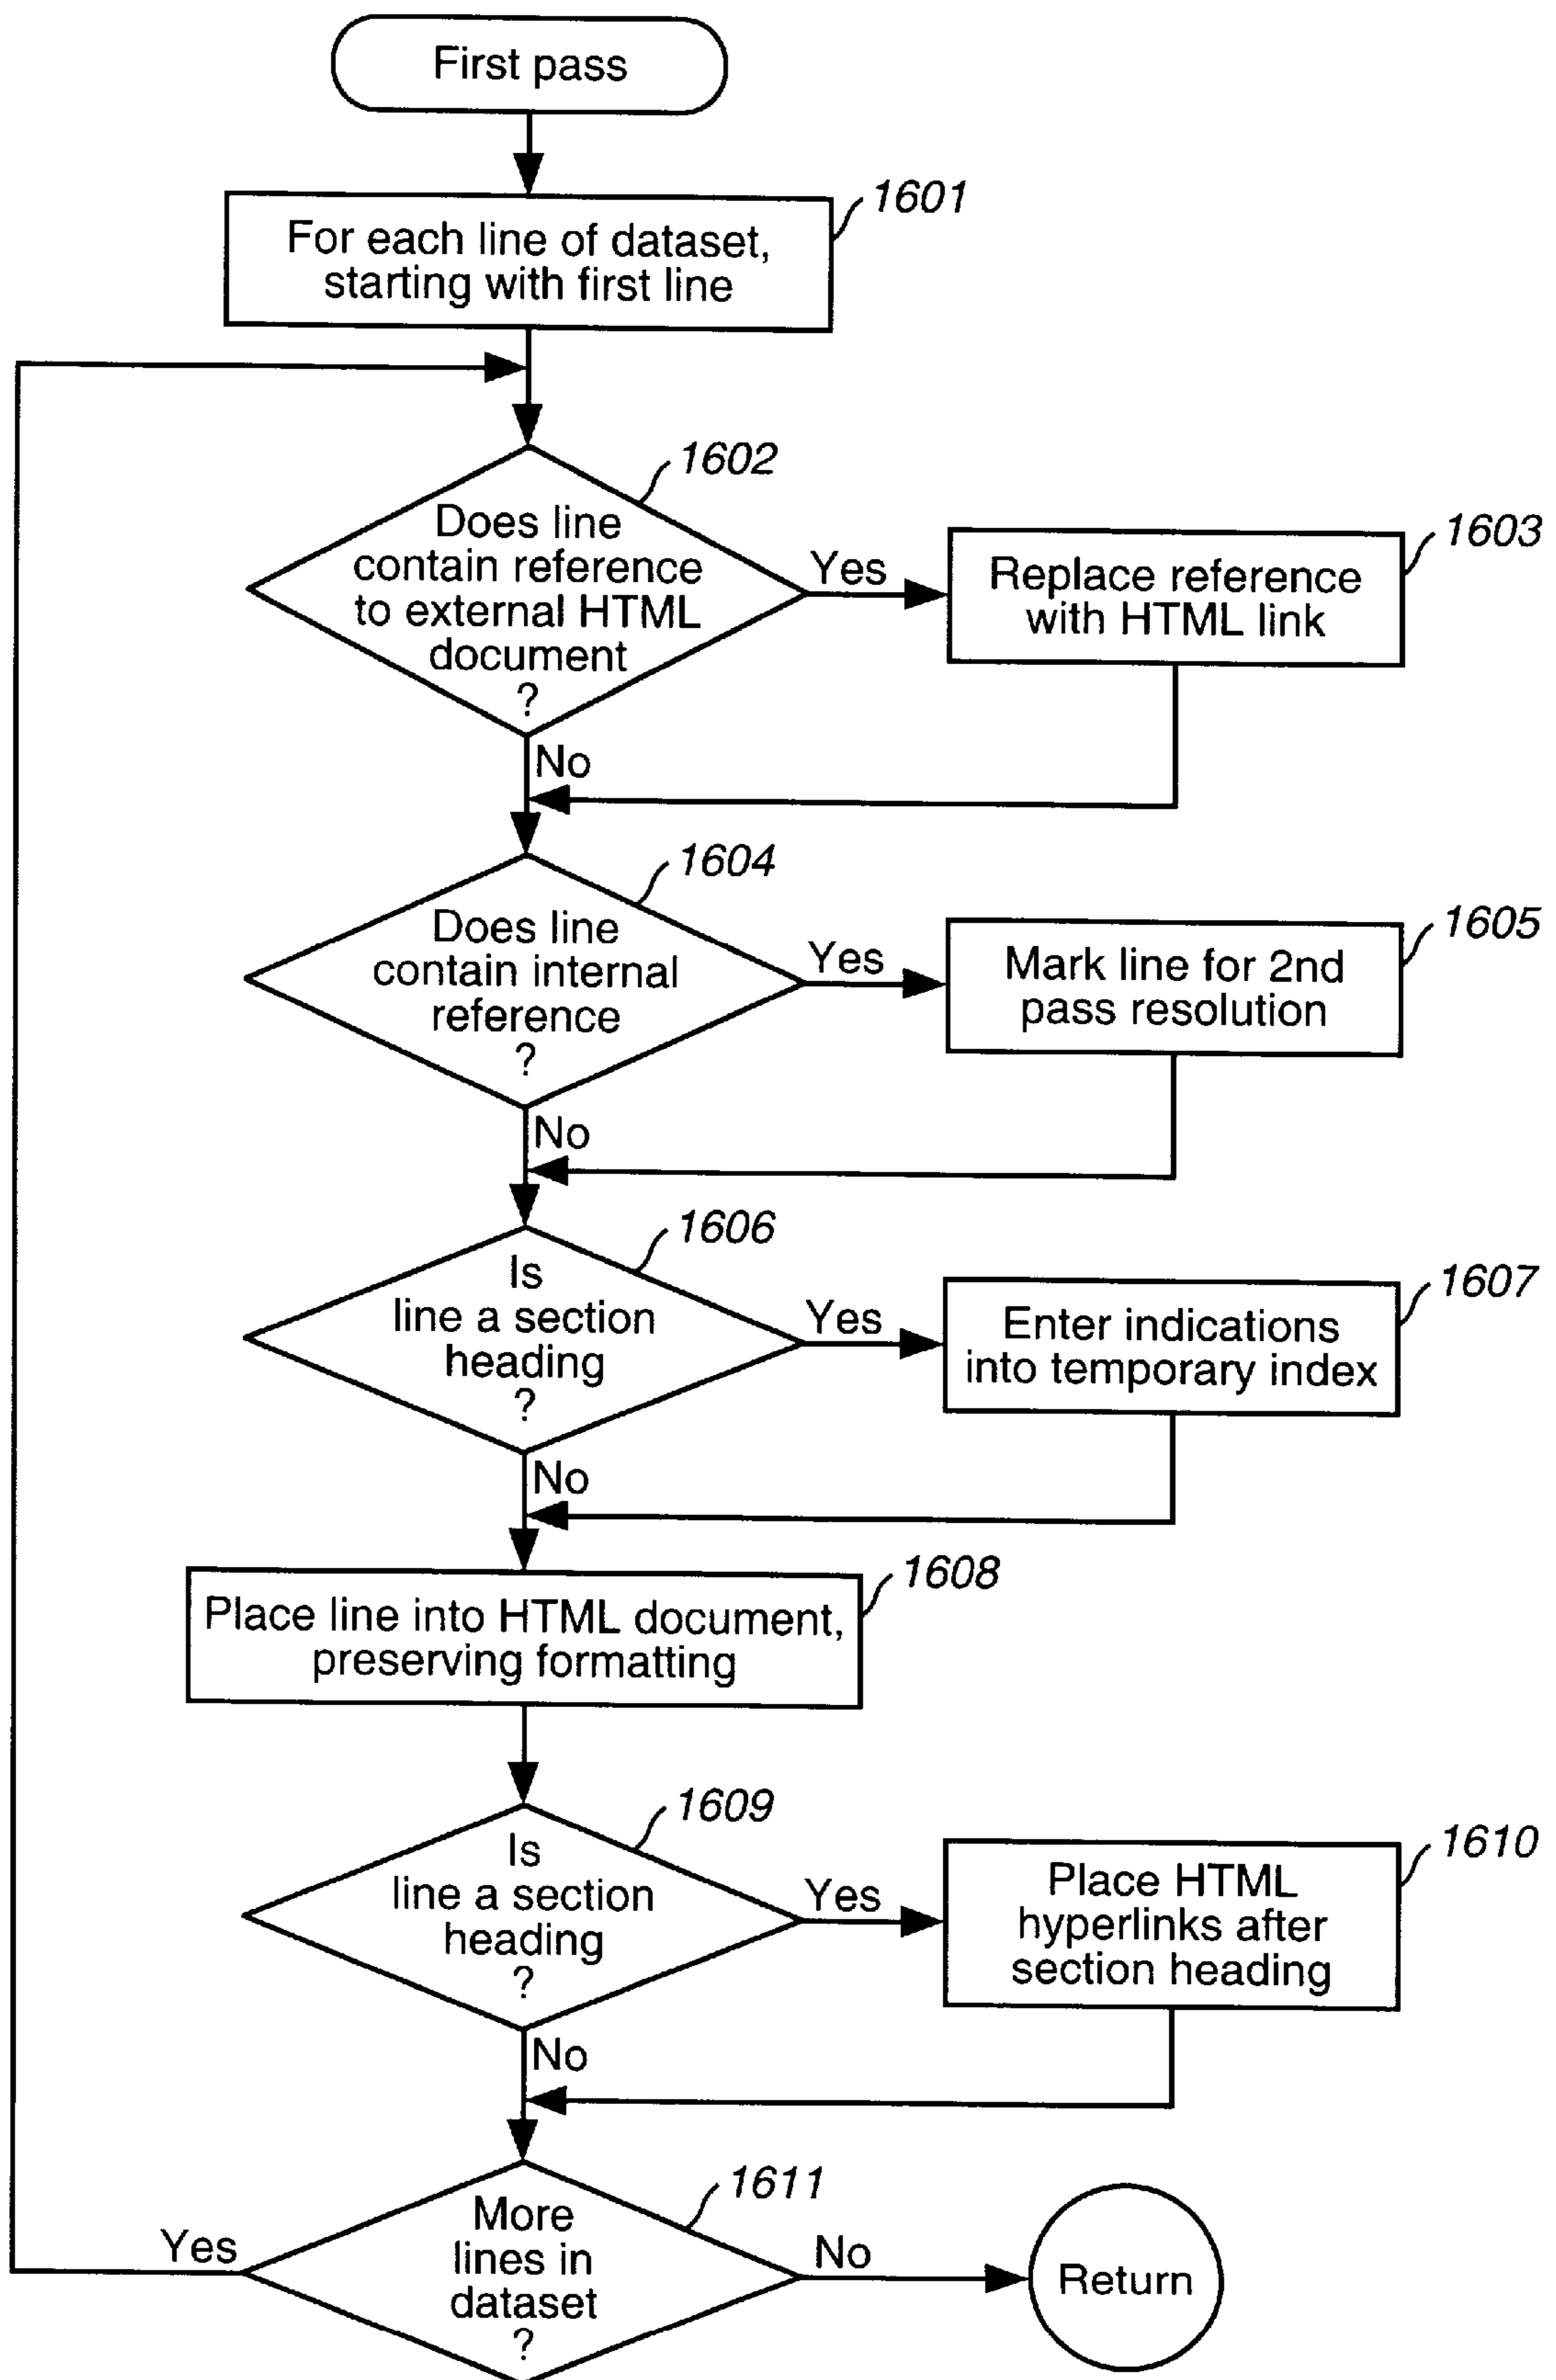 First pass
1601
For each line of dataset,
starting with first line
1602
Does line
contain reference
to external HTML
document
?
Yes
1603
Replace reference
with HTML link
No
1604
Does line
contain internal
reference
?
Yes
1605
Mark line for 2nd
pass resolution
No
1606
Is
line a section
heading
?
Yes
1607
Enter indications
into temporary index
No
1608
Place line into HTML document,
preserving formatting
1609
Is
line a section
heading
?
Yes
1610
Place HTML
hyperlinks after
section heading
No
1611
More
lines in
dataset
?
Yes
No
Return